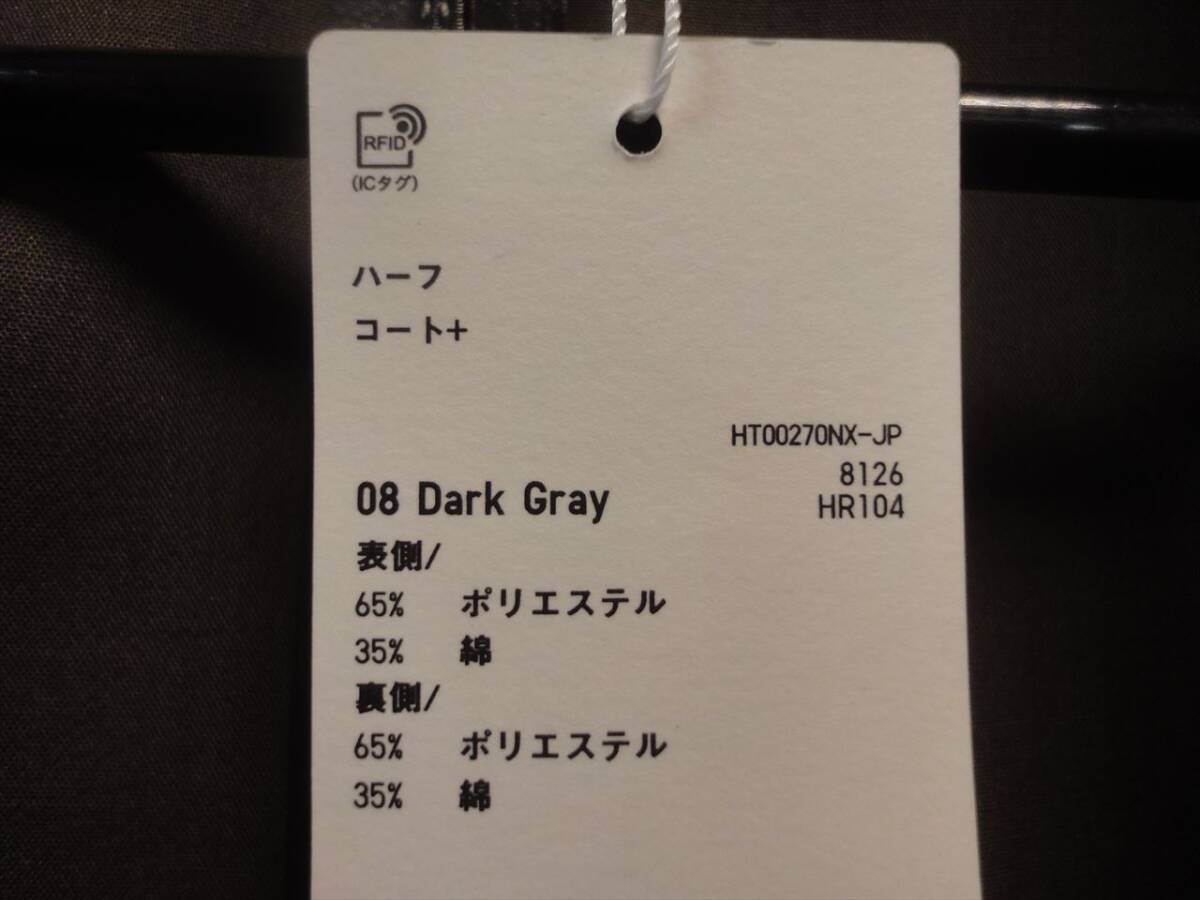 RFID
(ICタグ)
ハーフ
コート+
HT00270NX-JP
8126
08 Dark Gray
HR104
表側/
65% ポリエステル
35% 綿
裏側/
65% ポリエステル
35% 綿